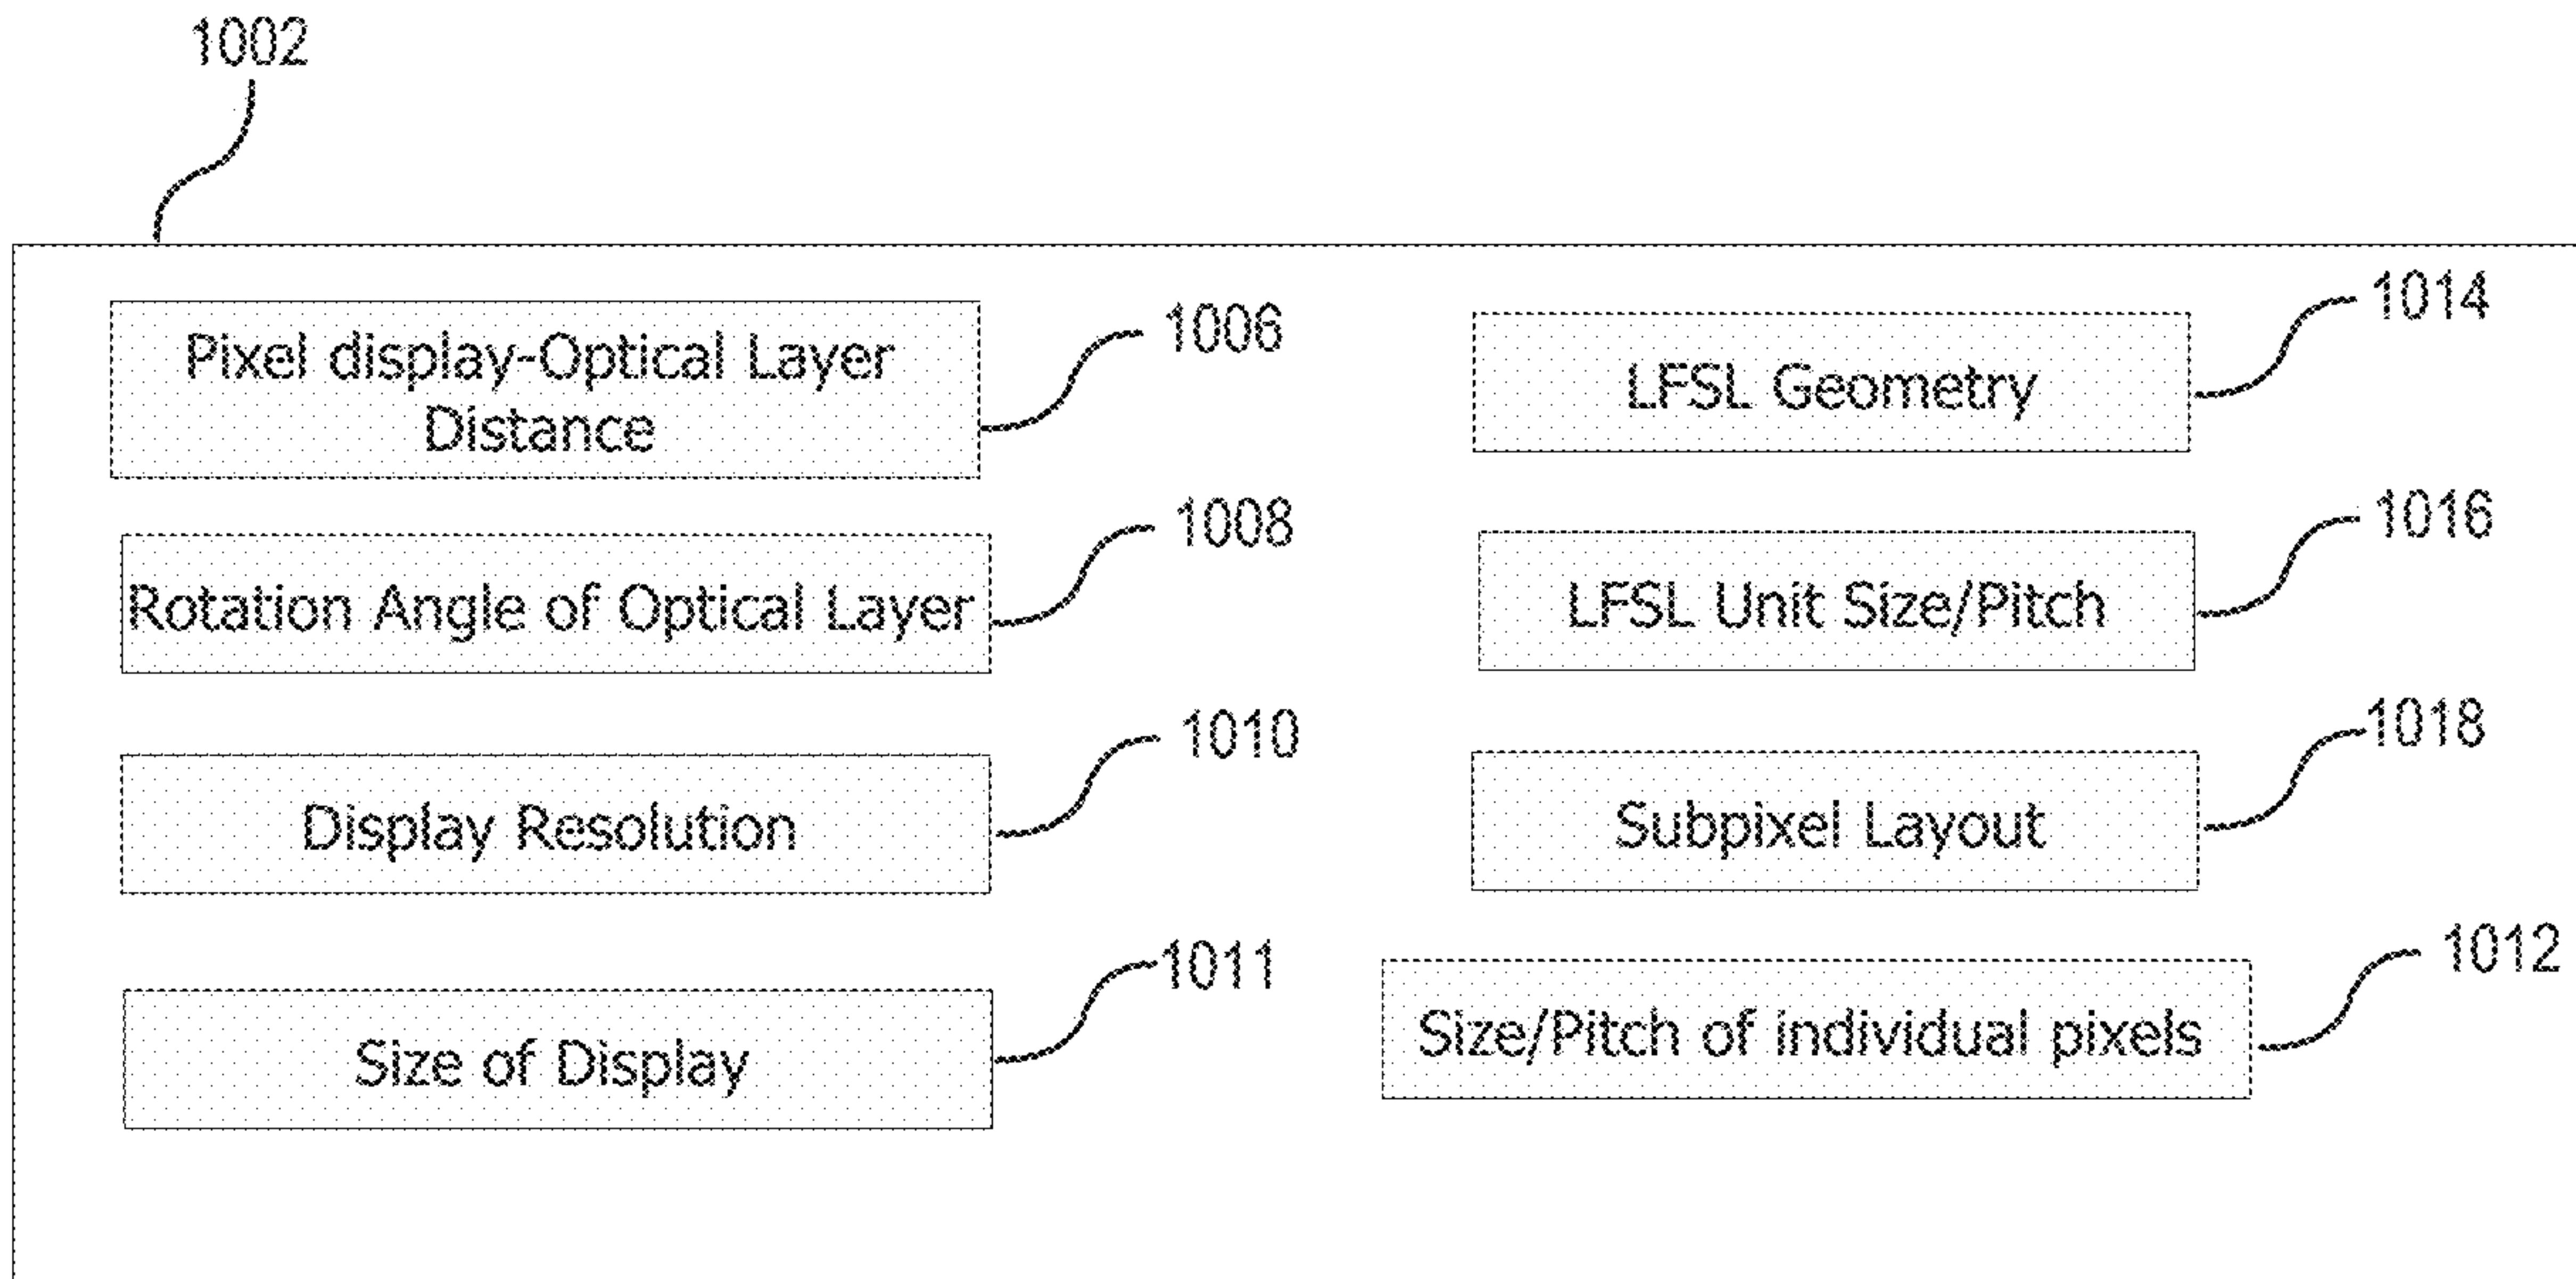 1002
Pixel display-Optical Layer
Distance
1006
Rotation Angle of Optical Layer
1008
Display Resolution
1010
Size of Display
1011
LFSL Geometry
1014
LFSL Unit Size/Pitch
1016
Subpixel Layout
1018
Size/Pitch of individual pixels
1012